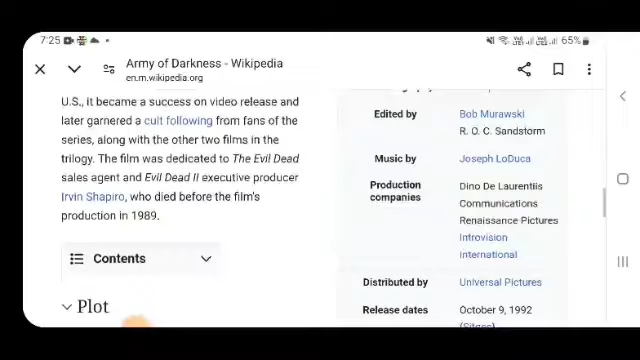 7:25
65%
Army of Darkness - Wikipedia
en.m.wikipedia.org
U.S., it became a success on video release and
later garnered a cult following from fans of the
series, along with the other two films in the
trilogy. The film was dedicated to The Evil Dead
sales agent and Evil Dead II executive producer
Irvin Shapiro, who died before the film's
production in 1989.
Contents
Plot
Edited by
Bob Murawski
R. O. C. Sandstorm
Music by
Joseph LoDuca
Production
companies
Dino De Laurentiis
Communications
Renaissance Pictures
Introvision
International
Distributed by
Universal Pictures
Release dates
October 9, 1992
(Sitges)